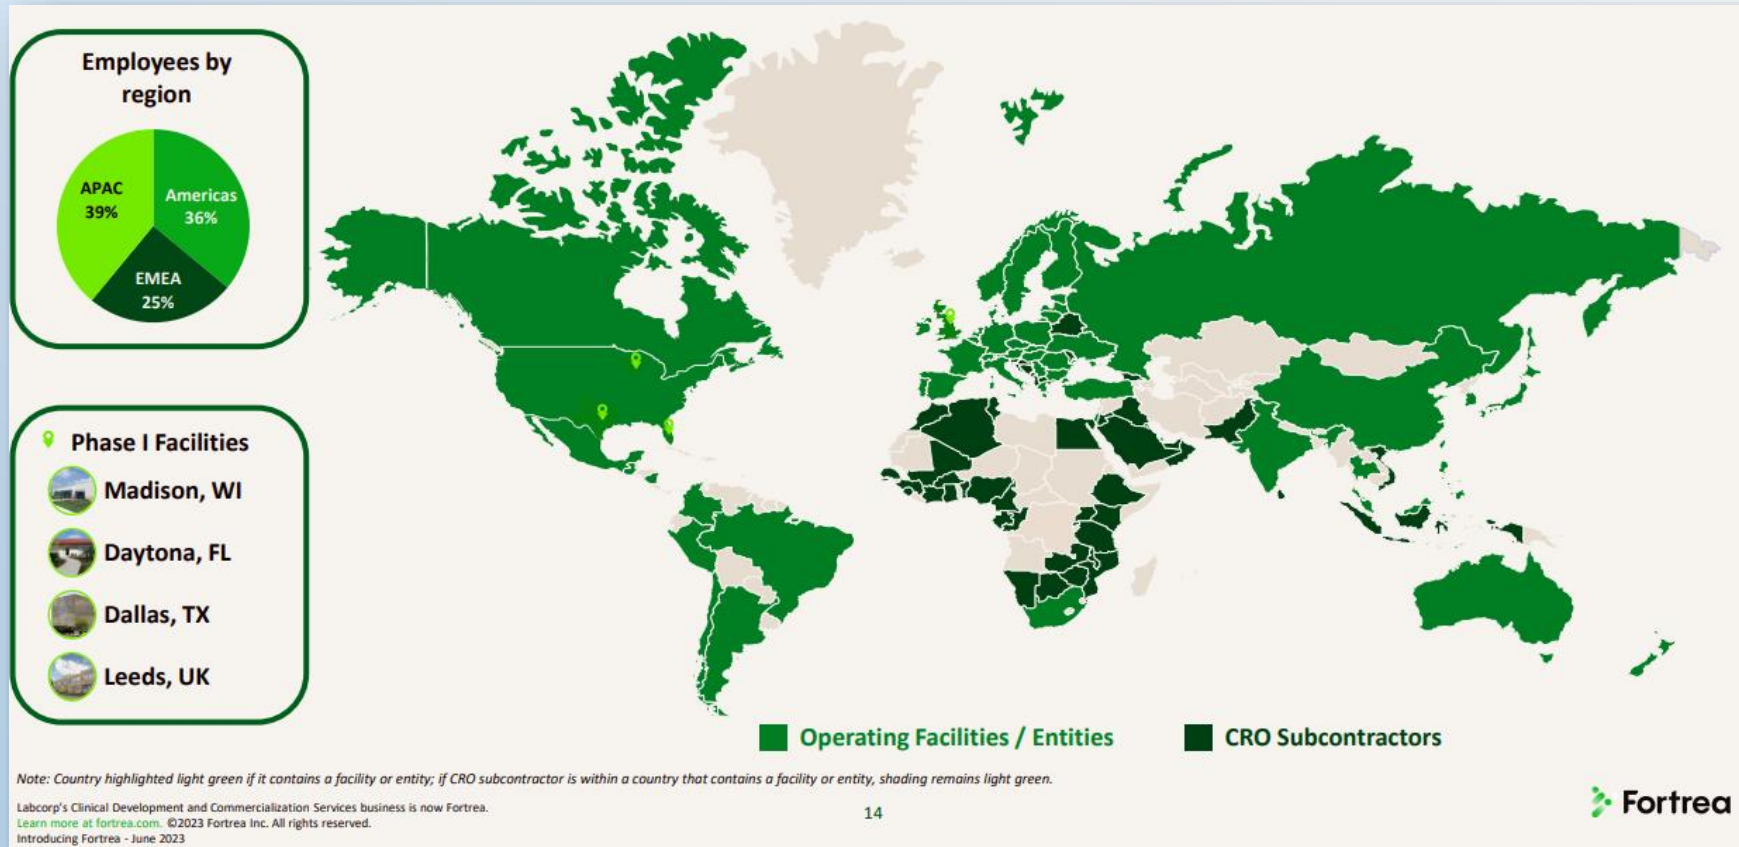 Employees by
region
APAC
39%
Americas
36%
EMEA
25%
Phase I Facilities
Madison, WI
Daytona, FL
Dallas, TX
Leeds, UK
Operating Facilities / Entities
CRO Subcontractors
Note: Country highlighted light green if it contains a facility or entity; if CRO subcontractor is within a country that contains a facility or entity, shading remains light green.
Labcorp's Clinical Development and Commercialization Services business is now Fortrea.
Learn more at fortrea.com. ©2023 Fortrea Inc. All rights reserved.
Introducing Fortrea - June 2023
14
Fortrea